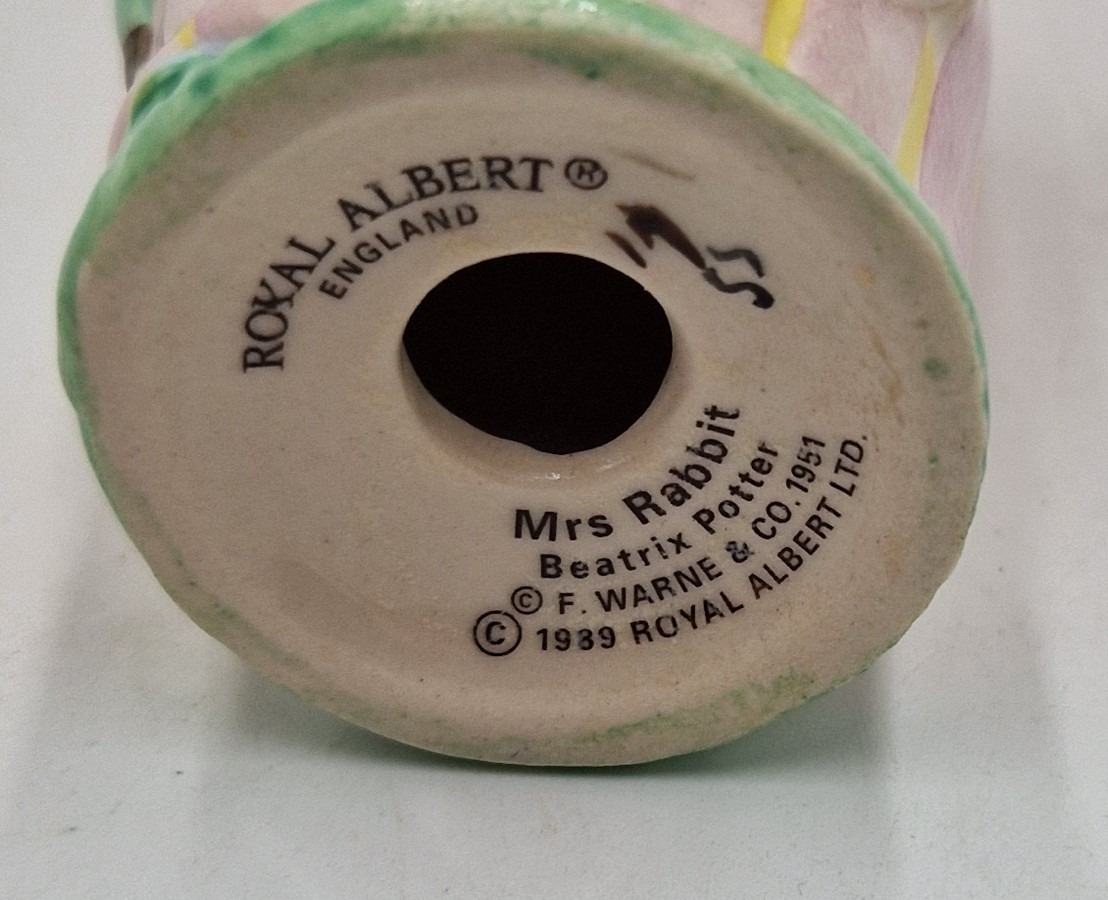 ROYAL ALBERT ®
ENGLAND
Mrs Rabbit
Beatrix Potter
© F. WARNE & CO. 1951
© 1989 ROYAL ALBERT LTD.